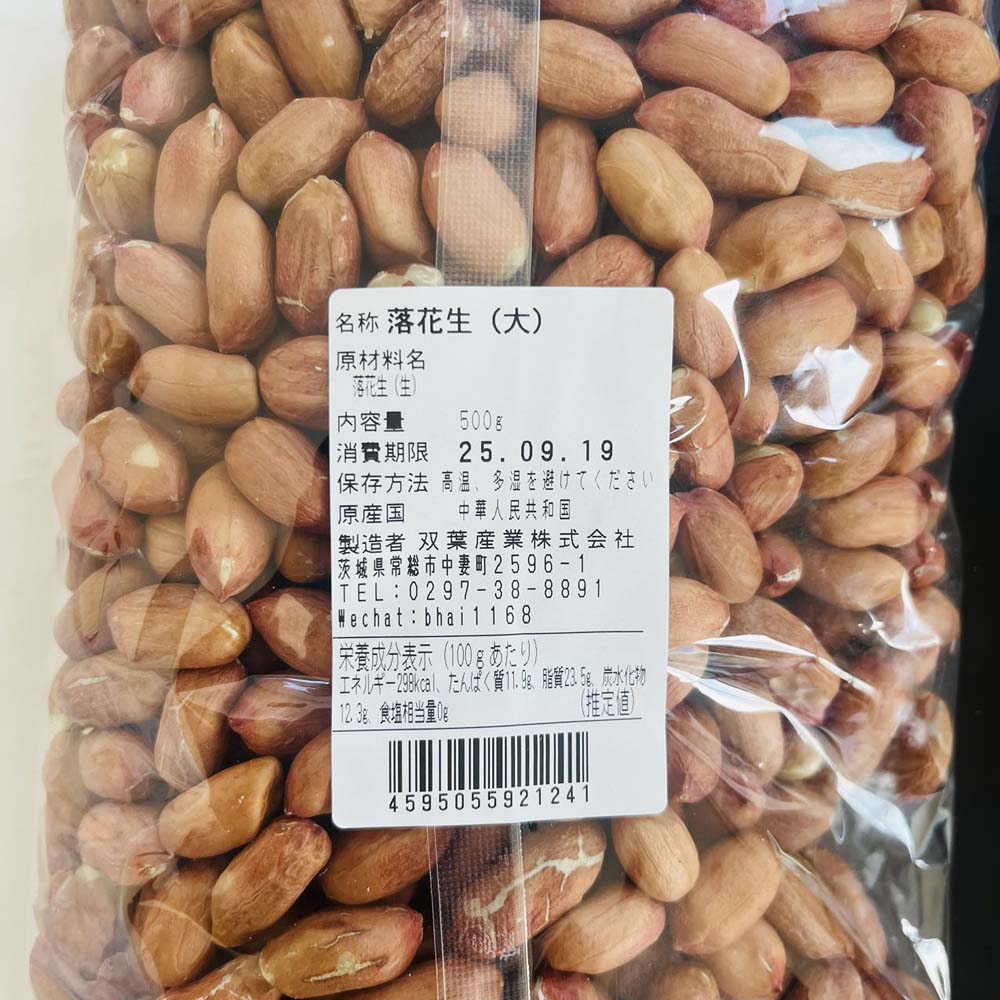 名称 落花生（大）
原材料名
落花生（生）
内容量 500g
消費期限 25.09.19
保存方法 高温、多湿を避けてください
原産国 中華人民共和国
製造者 双葉産業株式会社
茨城県常総市中妻町2596-1
TEL:0297-38-8891
Wechat:bhai1168
栄養成分表示（100gあたり）
エネルギー298kcal、たんぱく質11.9g、脂質23.5g、炭水化物
12.3g、食塩相当量0g （推定値）
4595055921241